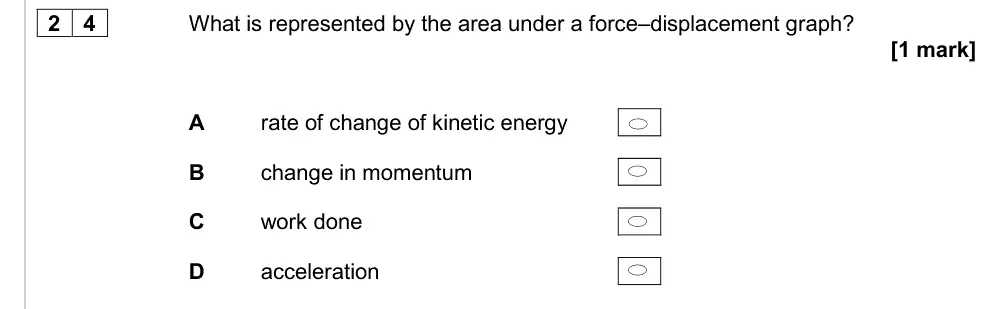 2 4 What is represented by the area under a force–displacement graph?
[1 mark]
A rate of change of kinetic energy
B change in momentum
C work done
D acceleration